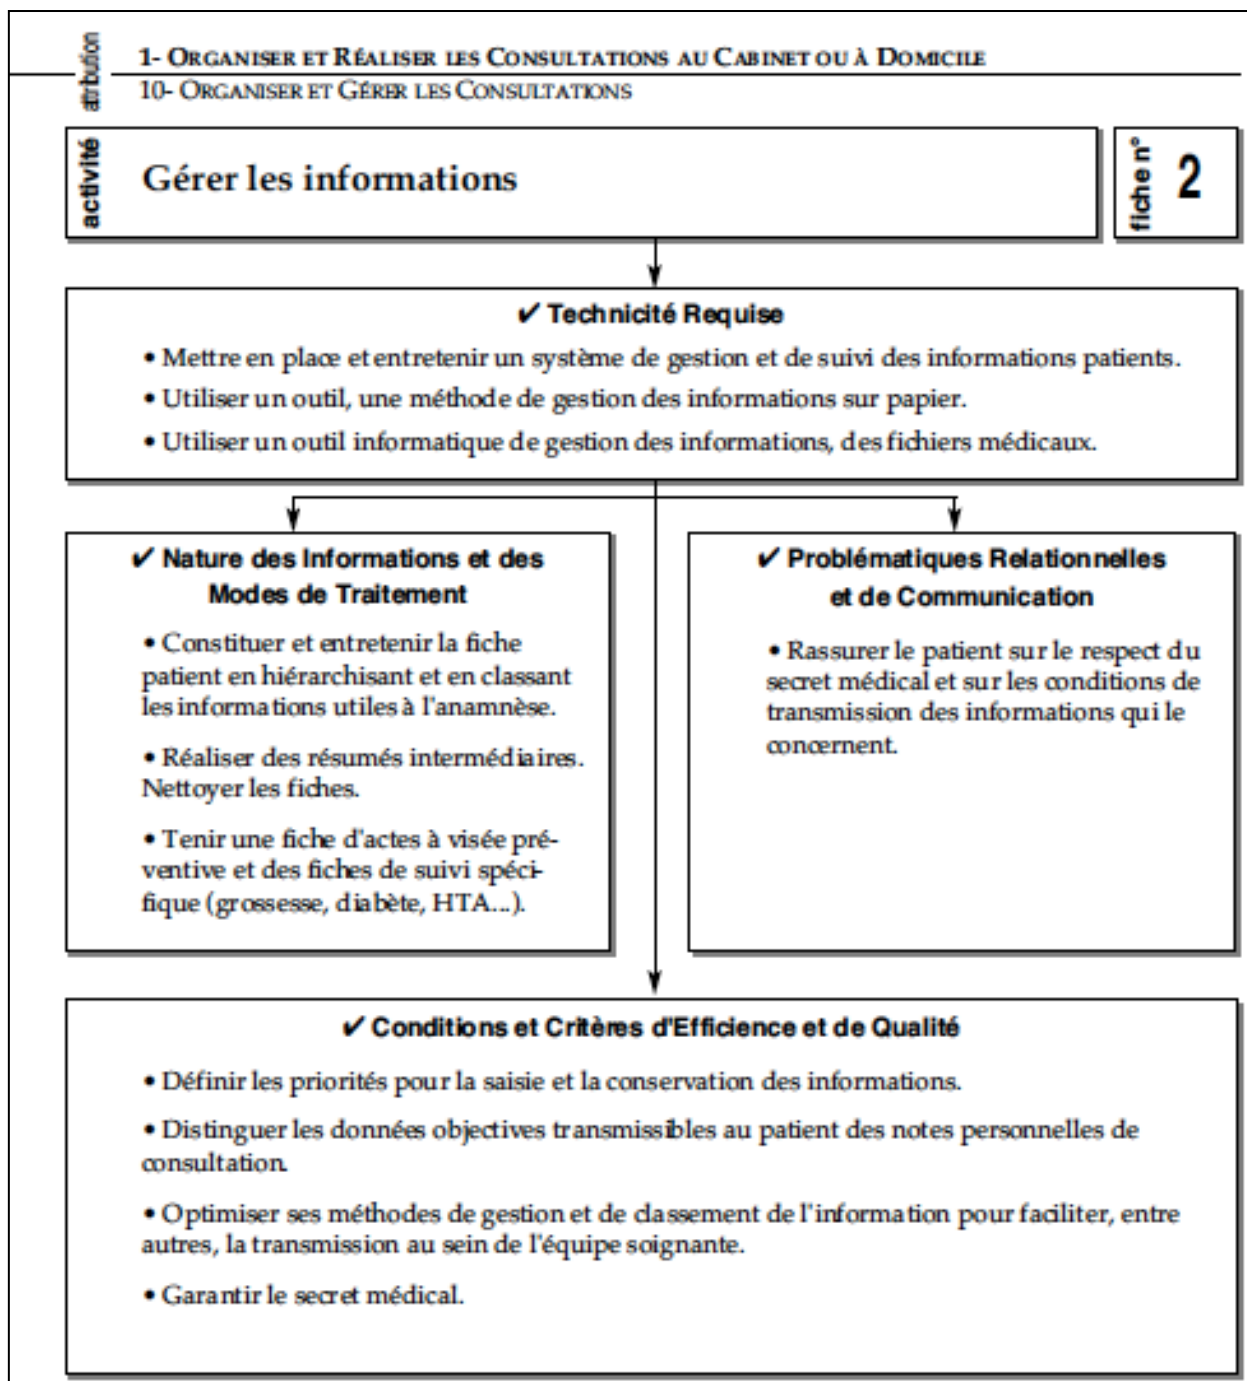 attribution
1- ORGANISER ET RÉALISER LES CONSULTATIONS AU CABINET OU À DOMICILE
10- ORGANISER ET GÉRER LES CONSULTATIONS
activité
Gérer les informations
fiche n°
2
✔ Technicité Requise
• Mettre en place et entretenir un système de gestion et de suivi des informations patients.
• Utiliser un outil, une méthode de gestion des informations sur papier.
• Utiliser un outil informatique de gestion des informations, des fichiers médicaux.
✔ Nature des Informations et des
Modes de Traitement
• Constituer et entretenir la fiche
patient en hiérarchisant et en classant
les informations utiles à l'anamnèse.
• Réaliser des résumés intermédiaires.
Nettoyer les fiches.
• Tenir une fiche d'actes à visée pré-
ventive et des fiches de suivi spéci-
fique (grossesse, diabète, HTA...).
✔ Problématiques Relationnelles
et de Communication
• Rassurer le patient sur le respect du
secret médical et sur les conditions de
transmission des informations qui le
concernent.
✔ Conditions et Critères d'Efficience et de Qualité
• Définir les priorités pour la saisie et la conservation des informations.
• Distinguer les données objectives transmissibles au patient des notes personnelles de
consultation.
• Optimiser ses méthodes de gestion et de classement de l'information pour faciliter, entre
autres, la transmission au sein de l'équipe soignante.
• Garantir le secret médical.